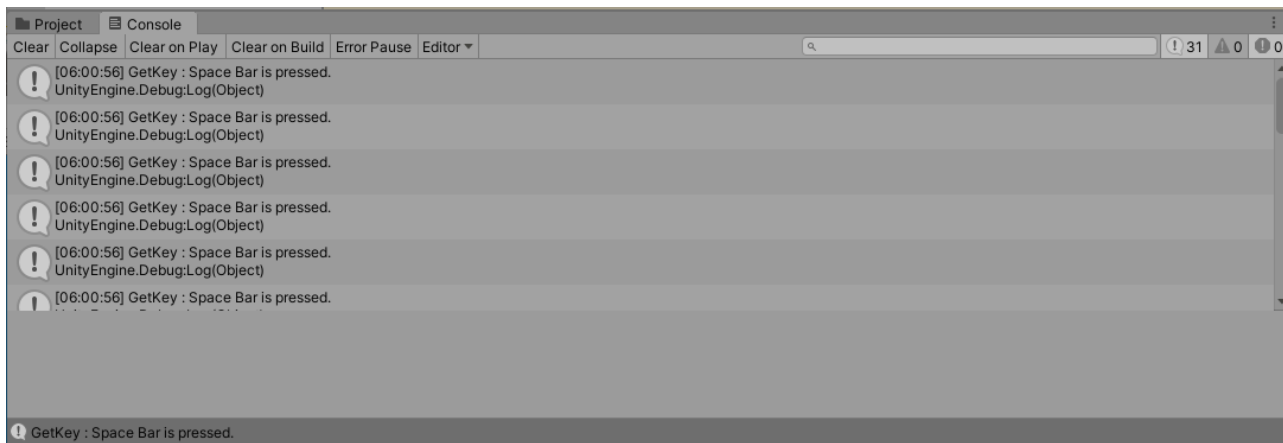 Project Console
Clear Collapse Clear on Play Clear on Build Error Pause Editor 31 0 0
[06:00:56] GetKey : Space Bar is pressed.
UnityEngine.Debug:Log(Object)
[06:00:56] GetKey : Space Bar is pressed.
UnityEngine.Debug:Log(Object)
[06:00:56] GetKey : Space Bar is pressed.
UnityEngine.Debug:Log(Object)
[06:00:56] GetKey : Space Bar is pressed.
UnityEngine.Debug:Log(Object)
[06:00:56] GetKey : Space Bar is pressed.
UnityEngine.Debug:Log(Object)
[06:00:56] GetKey : Space Bar is pressed.
GetKey : Space Bar is pressed.